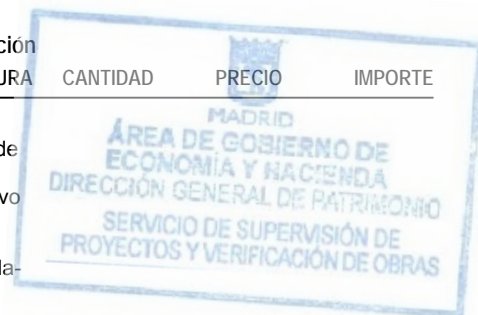 ción
URA CANTIDAD PRECIO IMPORTE
MADRID
de
ÁREA DE GOBIERNO DE
ECONOMÍA Y HACIENDA
vo
DIRECCIÓN GENERAL DE PATRIMONIO
SERVICIO DE SUPERVISIÓN DE
PROYECTOS Y VERIFICACIÓN DE OBRAS
da-